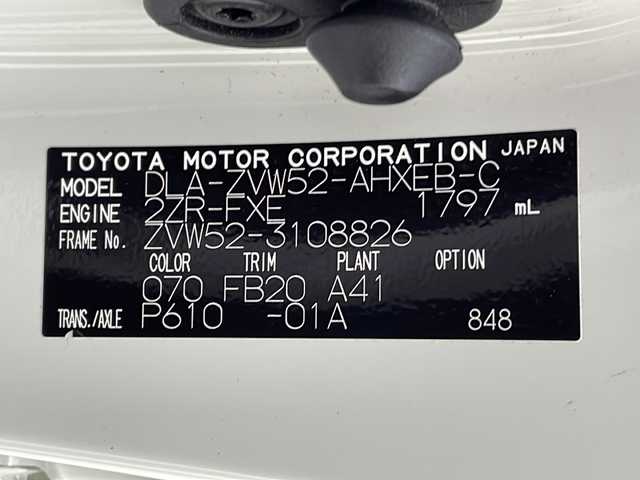 TOYOTA MOTOR CORPORATION JAPAN
MODEL DLA-ZVW52-AHXEB-C
ENGINE 2ZR-FXE 1797 mL
FRAME No. ZVW52-3108826
COLOR TRIM PLANT OPTION
070 FB20 A41
TRANS./AXLE P610 -01A 848